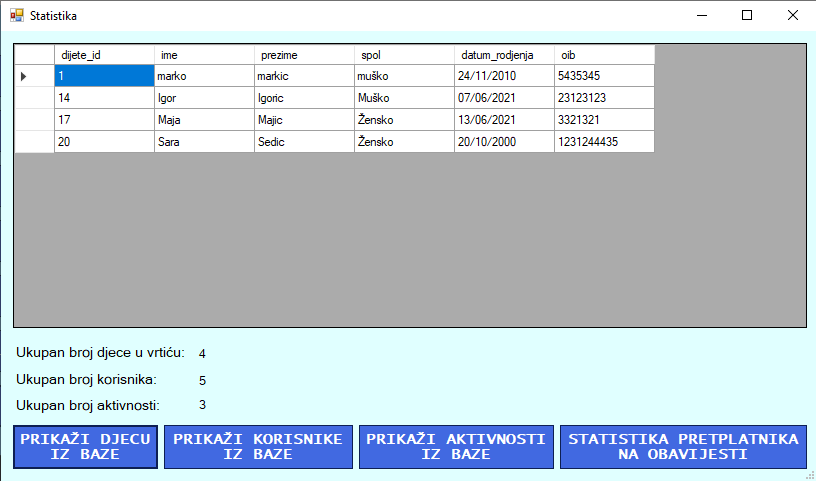 Statistika
dijete_id ime prezime spol datum_rodjenja oib
1 marko markic muško 24/11/2010 5435345
14 Igor Igoric Muško 07/06/2021 23123123
17 Maja Majic Žensko 13/06/2021 3321321
20 Sara Sedic Žensko 20/10/2000 1231244435
Ukupan broj djece u vrtiću: 4
Ukupan broj korisnika: 5
Ukupan broj aktivnosti: 3
PRIKAŽI DJECU
IZ BAZE
PRIKAŽI KORISNIKE
IZ BAZE
PRIKAŽI AKTIVNOSTI
IZ BAZE
STATISTIKA PRETPLATNIKA
NA OBAVIJESTI